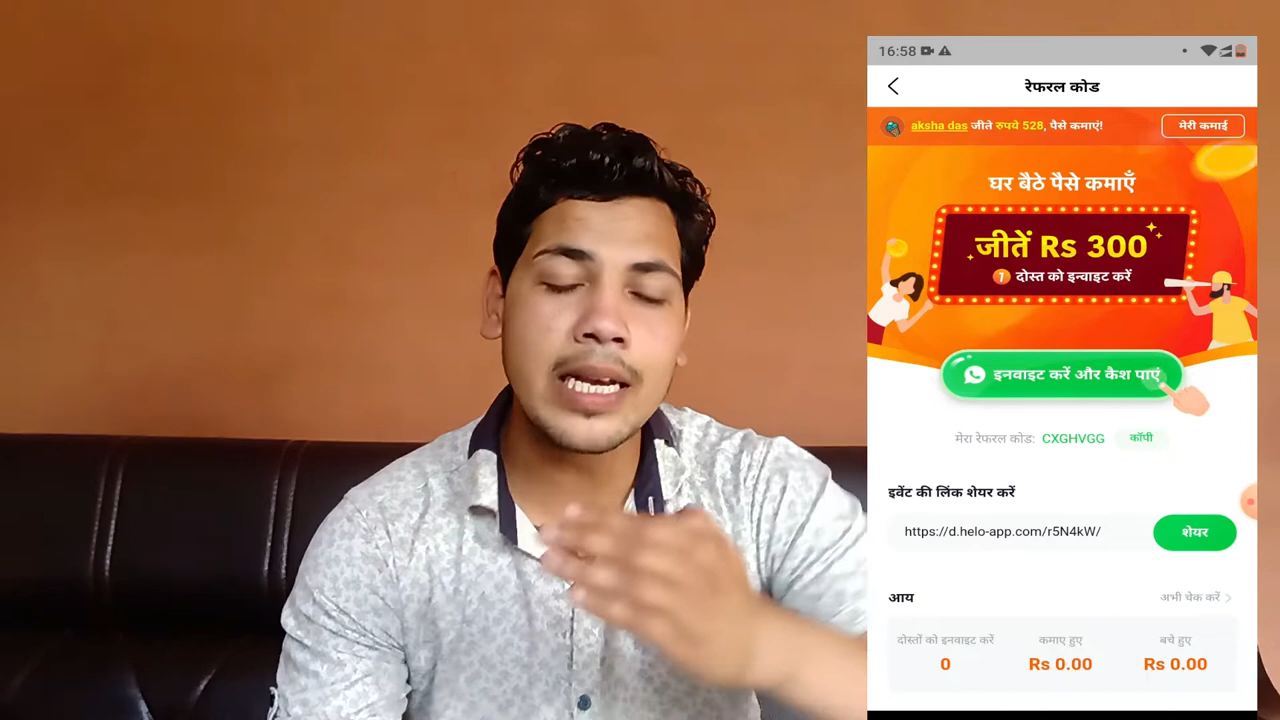 16:58
रेफरल कोड
aksha das जीते रुपये 528, पैसे कमाएं!
मेरी कमाई
घर बैठे पैसे कमाएँ
जीतें Rs 300
1 दोस्त को इन्वाइट करें
इनवाइट करें और कैश पाएं
मेरा रेफरल कोड: CXGHVGG कॉपी
इवेंट की लिंक शेयर करें
https://d.helo-app.com/r5N4kW/
शेयर
आय
अभी चेक करें
दोस्तों को इनवाइट करें कमाए हुए बचे हुए
0 Rs 0.00 Rs 0.00